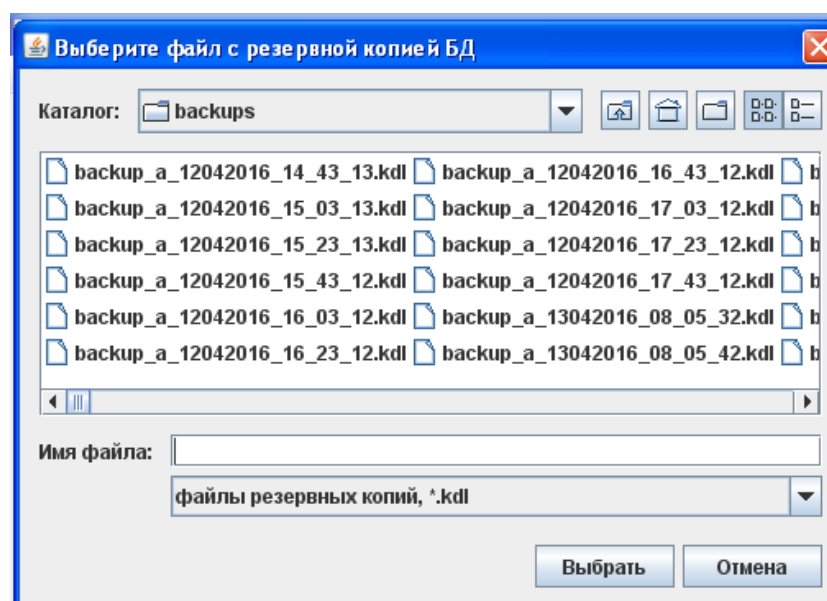 Выберите файл с резервной копией БД
Каталог: backups
backup_a_12042016_14_43_13.kdl backup_a_12042016_16_43_12.kdl b
backup_a_12042016_15_03_13.kdl backup_a_12042016_17_03_12.kdl b
backup_a_12042016_15_23_13.kdl backup_a_12042016_17_23_12.kdl b
backup_a_12042016_15_43_12.kdl backup_a_12042016_17_43_12.kdl b
backup_a_12042016_16_03_12.kdl backup_a_13042016_08_05_32.kdl b
backup_a_12042016_16_23_12.kdl backup_a_13042016_08_05_42.kdl b
Имя файла:
файлы резервных копий, *.kdl
Выбрать Отмена